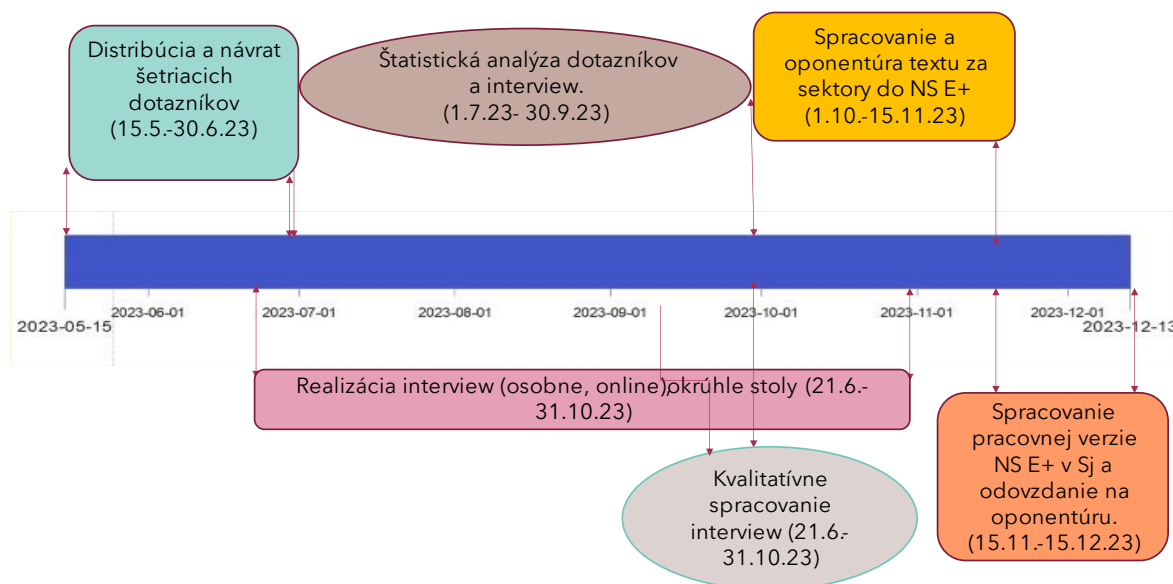 Distribúcia a návrat
šetriacich
dotazníkov
(15.5.-30.6.23)
Štatistická analýza dotazníkov
a interview.
(1.7.23- 30.9.23)
Spracovanie a
oponentúra textu za
sektory do NS E+
(1.10.-15.11.23)
2023-05-15
2023-06-01
2023-07-01
2023-08-01
2023-09-01
2023-10-01
2023-11-01
2023-12-01
2023-12-13
Realizácia interview (osobne, online),okrúhle stoly (21.6.-
31.10.23)
Kvalitatívne
spracovanie
interview (21.6.-
31.10.23)
Spracovanie
pracovnej verzie
NS E+ v Sj a
odovzdanie na
oponentúru.
(15.11.-15.12.23)